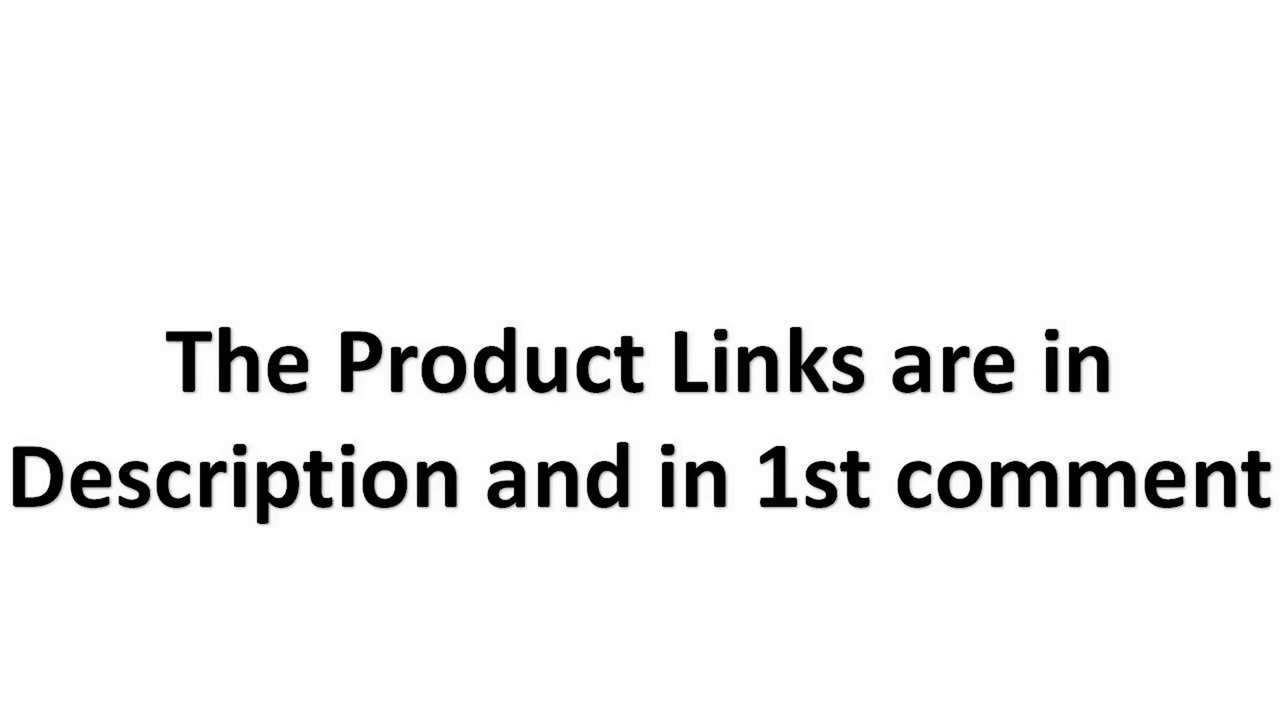 The Product Links are in
Description and in 1st comment